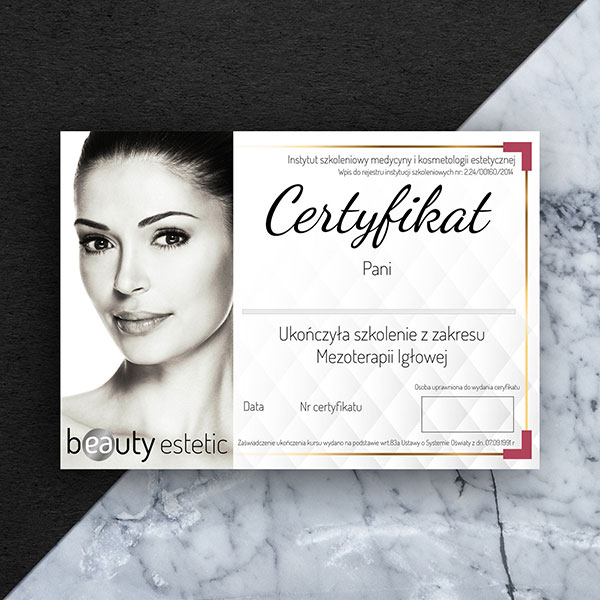 Instytut szkoleniowy medycyny i kosmetologii estetycznej
Wpis do rejestru instytucji szkoleniowych nr: 2.24/00160/2014
Certyfikat
Pani
Ukończyła szkolenie z zakresu
Mezoterapii Igłowej
Osoba uprawniona do wydania ceryfikatu
Data
Nr certyfikatu
beauty estetic
Zaświadczenie ukończenia kursu wydano na podstawie wrt.83a Ustawy o Systemie Oświaty z dn. 07.09.1991 r